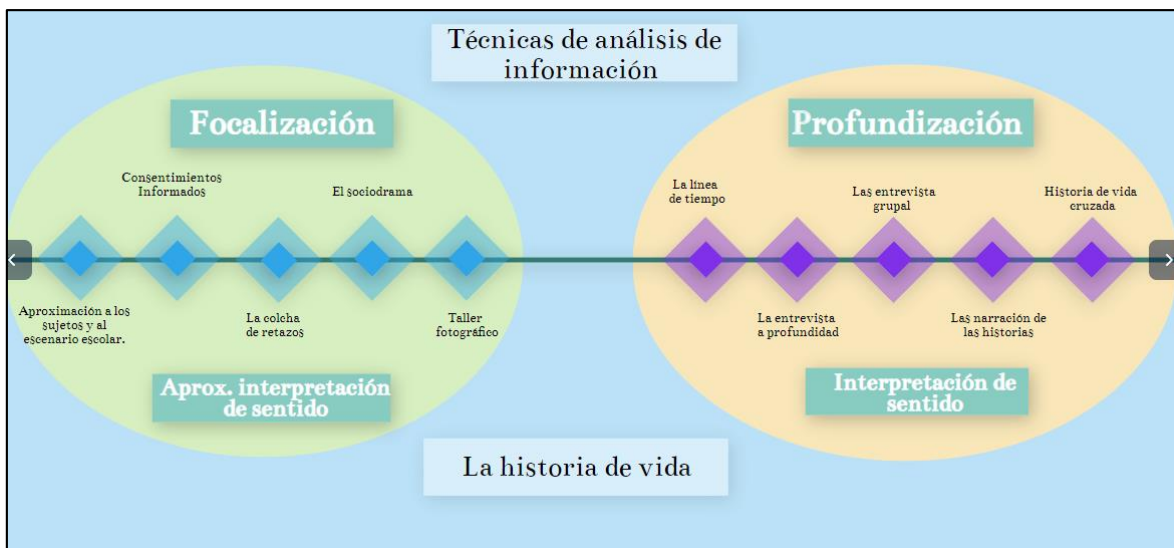 Técnicas de análisis de
información
Focalización
Consentimientos
Informados
El sociodrama
Aproximación a los
sujetos y al
escenario escolar.
La colcha
de retazos
Taller
fotográfico
Aprox. interpretación
de sentido
Profundización
La línea
de tiempo
Las entrevista
grupal
Historia de vida
cruzada
La entrevista
a profundidad
Las narración de
las historias
Interpretación de
sentido
La historia de vida